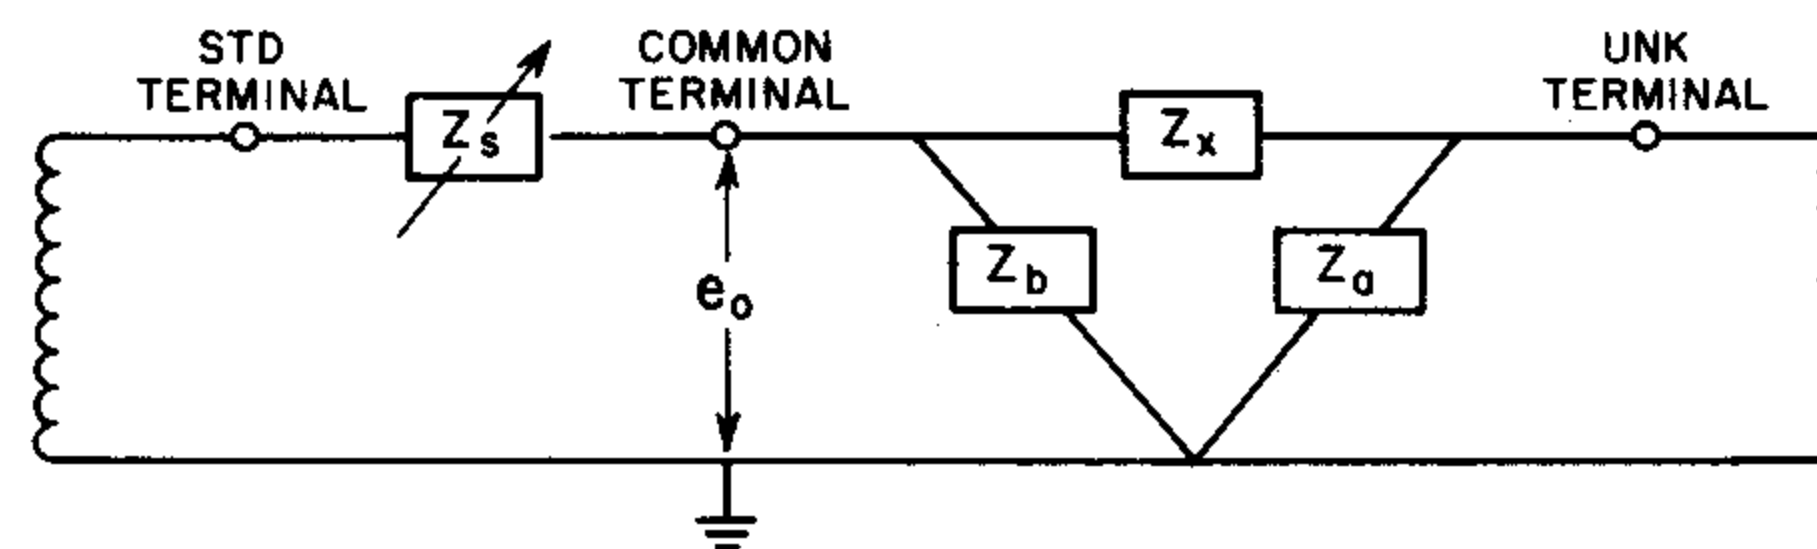 STD
TERMINAL
COMMON
TERMINAL
UNK
TERMINAL
Zs
Zx
Zb
Za
eo